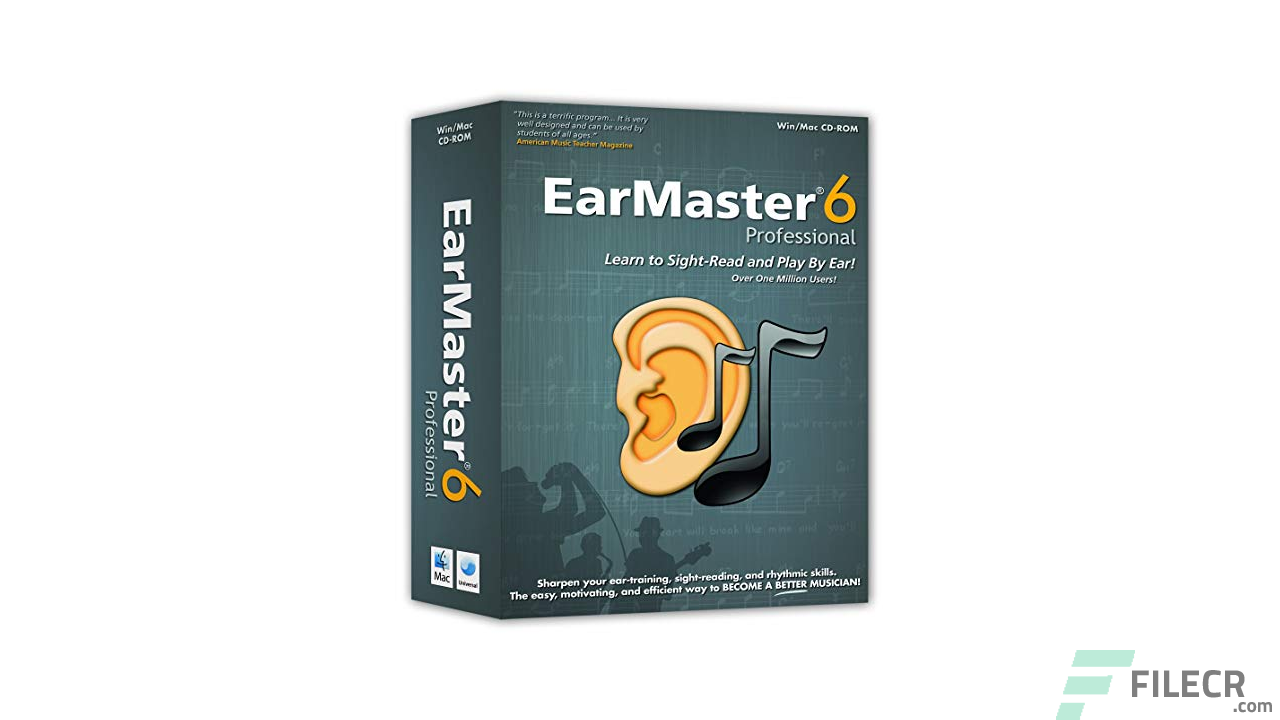 Win/Mac
CD-ROM
EarMaster®6
Professional
Mac
Universal
"This is a terrific program... It is very
well designed and can be used by
students of all ages."
American Music Teacher Magazine
Win/Mac CD-ROM
EarMaster®6
Professional
Learn to Sight-Read and Play By Ear!
Over One Million Users!
Sharpen your ear-training, sight-reading, and rhythmic skills.
The easy, motivating, and efficient way to BECOME A BETTER MUSICIAN!
FILECR
.com